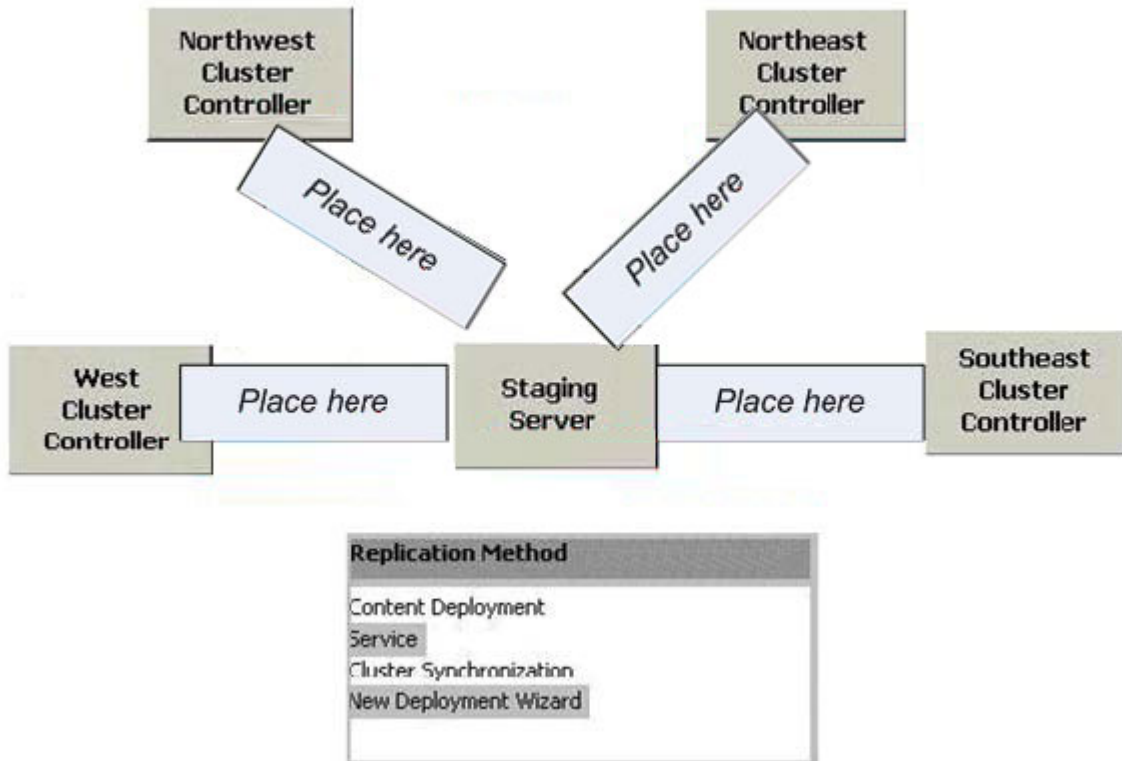 Northwest
Cluster
Controller
Northeast
Cluster
Controller
Place here
Place here
West
Cluster
Controller
Place here
Staging
Server
Place here
Southeast
Cluster
Controller
Replication Method
Content Deployment
Service
Cluster Synchronization
New Deployment Wizard